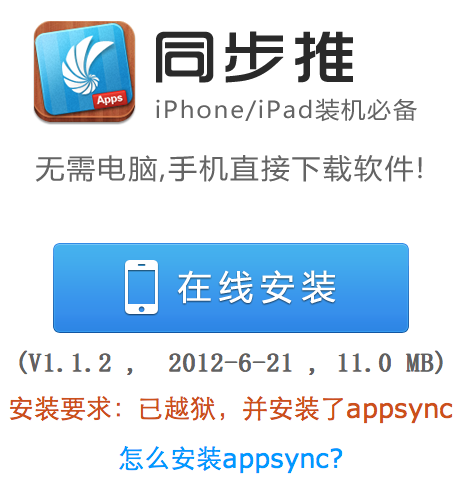 Apps
同步推
iPhone/iPad装机必备
无需电脑,手机直接下载软件!
在线安装
(V1.1.2 , 2012-6-21 , 11.0 MB)
安装要求：已越狱，并安装了appsync
怎么安装appsync?